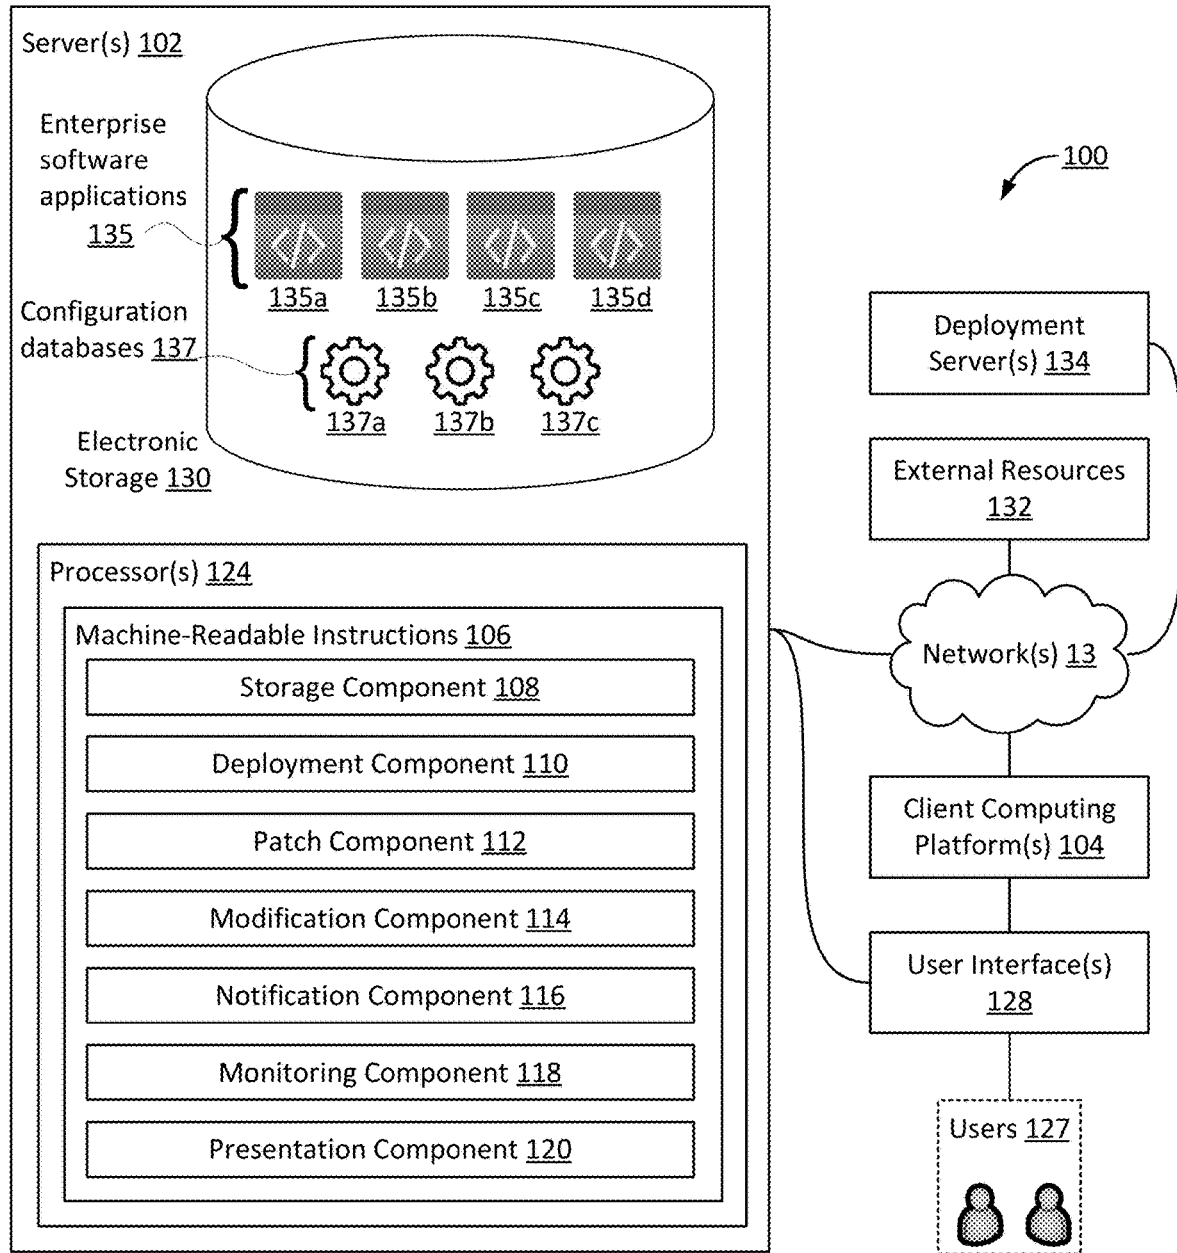 Server(s) 102
Enterprise
software
applications
135
</>
</>
</>
</>
135a 135b 135c 135d
Configuration
databases 137
137a 137b 137c
Electronic
Storage 130
Processor(s) 124
Machine-Readable Instructions 106
Storage Component 108
Deployment Component 110
Patch Component 112
Modification Component 114
Notification Component 116
Monitoring Component 118
Presentation Component 120
100
Deployment
Server(s) 134
External Resources
132
Network(s) 13
Client Computing
Platform(s) 104
User Interface(s)
128
Users 127